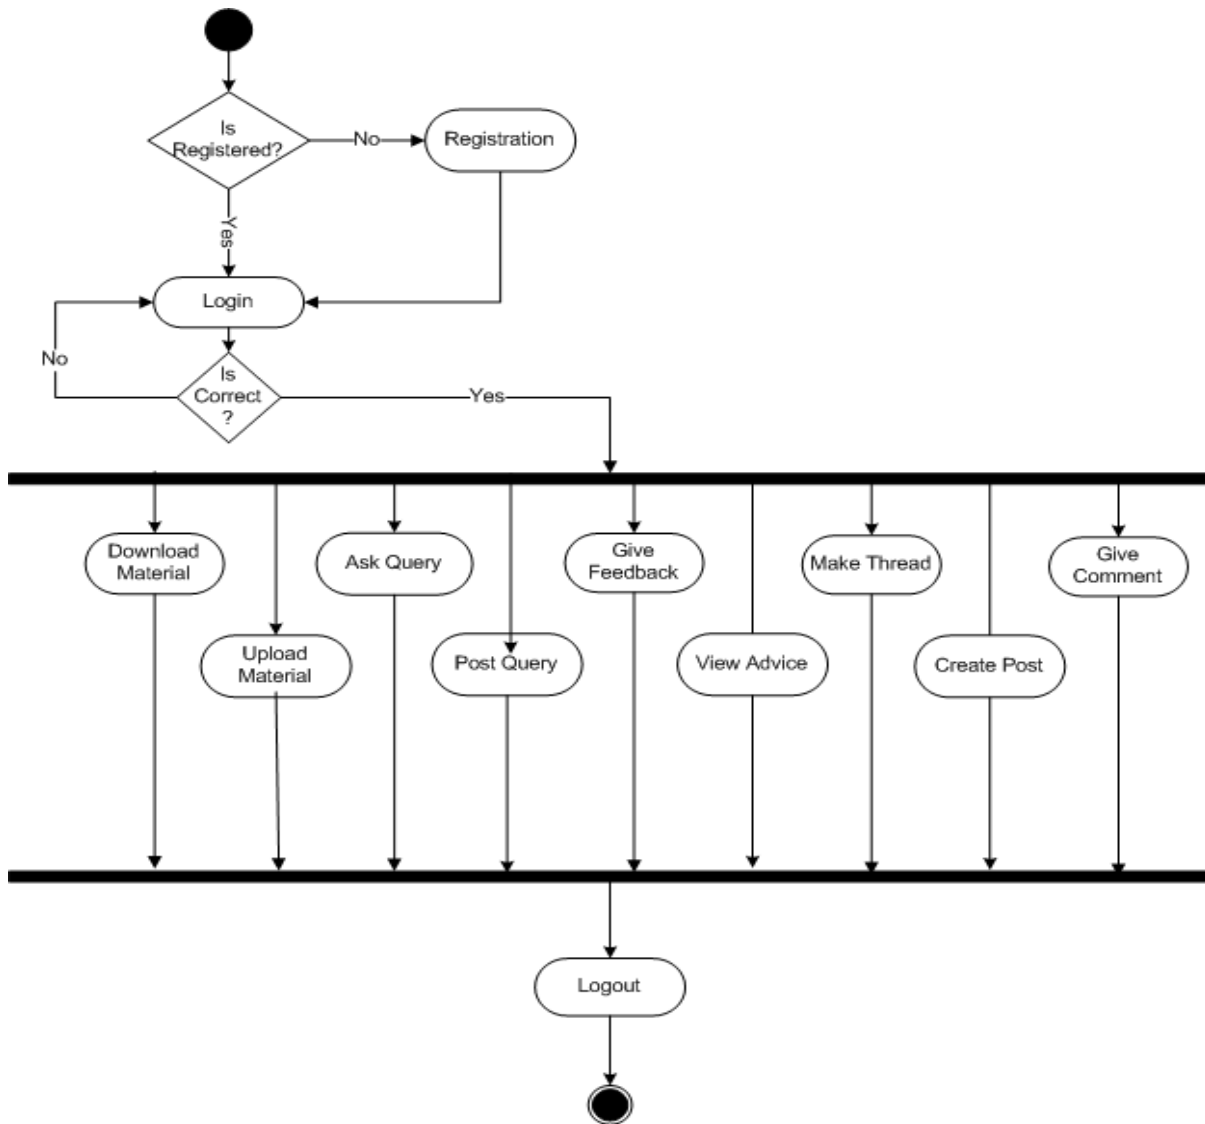 Is
Registered?
No
Registration
Yes
Login
No
Is
Correct
?
Yes
Download
Material
Ask Query
Give
Feedback
Make Thread
Give
Comment
Upload
Material
Post Query
View Advice
Create Post
Logout